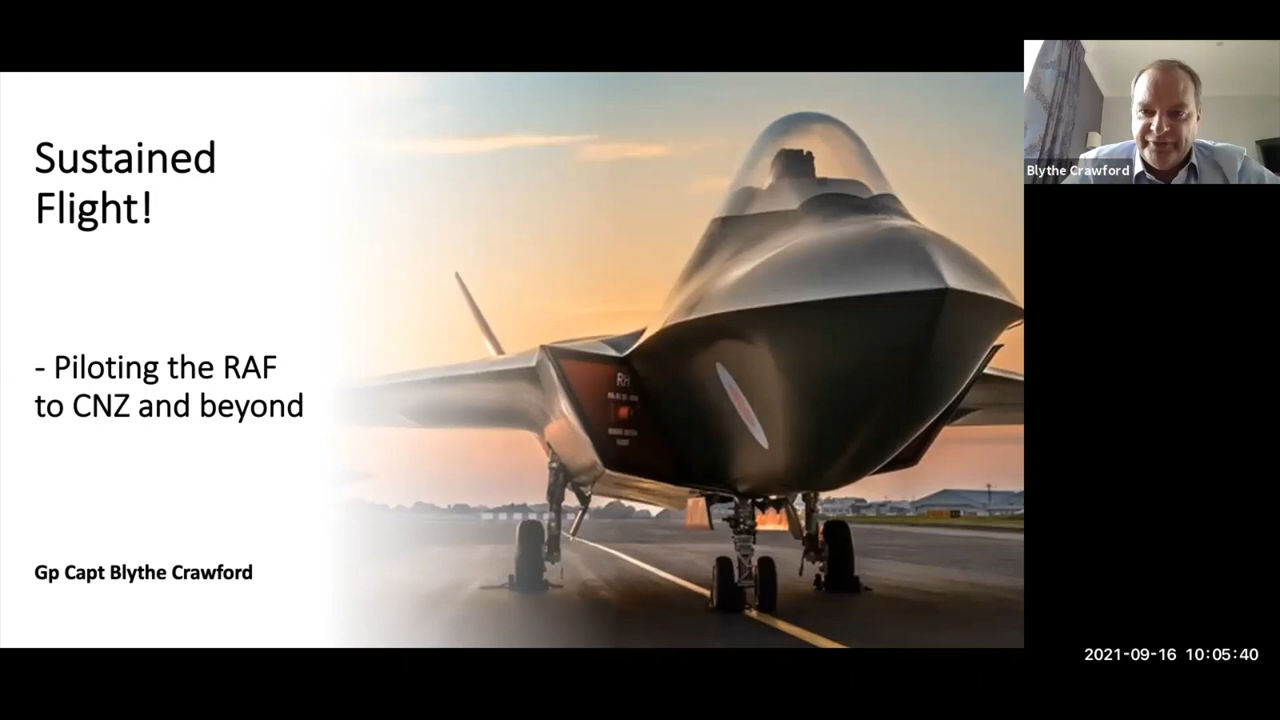 Sustained
Flight!
- Piloting the RAF
to CNZ and beyond
Gp Capt Blythe Crawford
RH
Blythe Crawford
2021-09-16 10:05:40